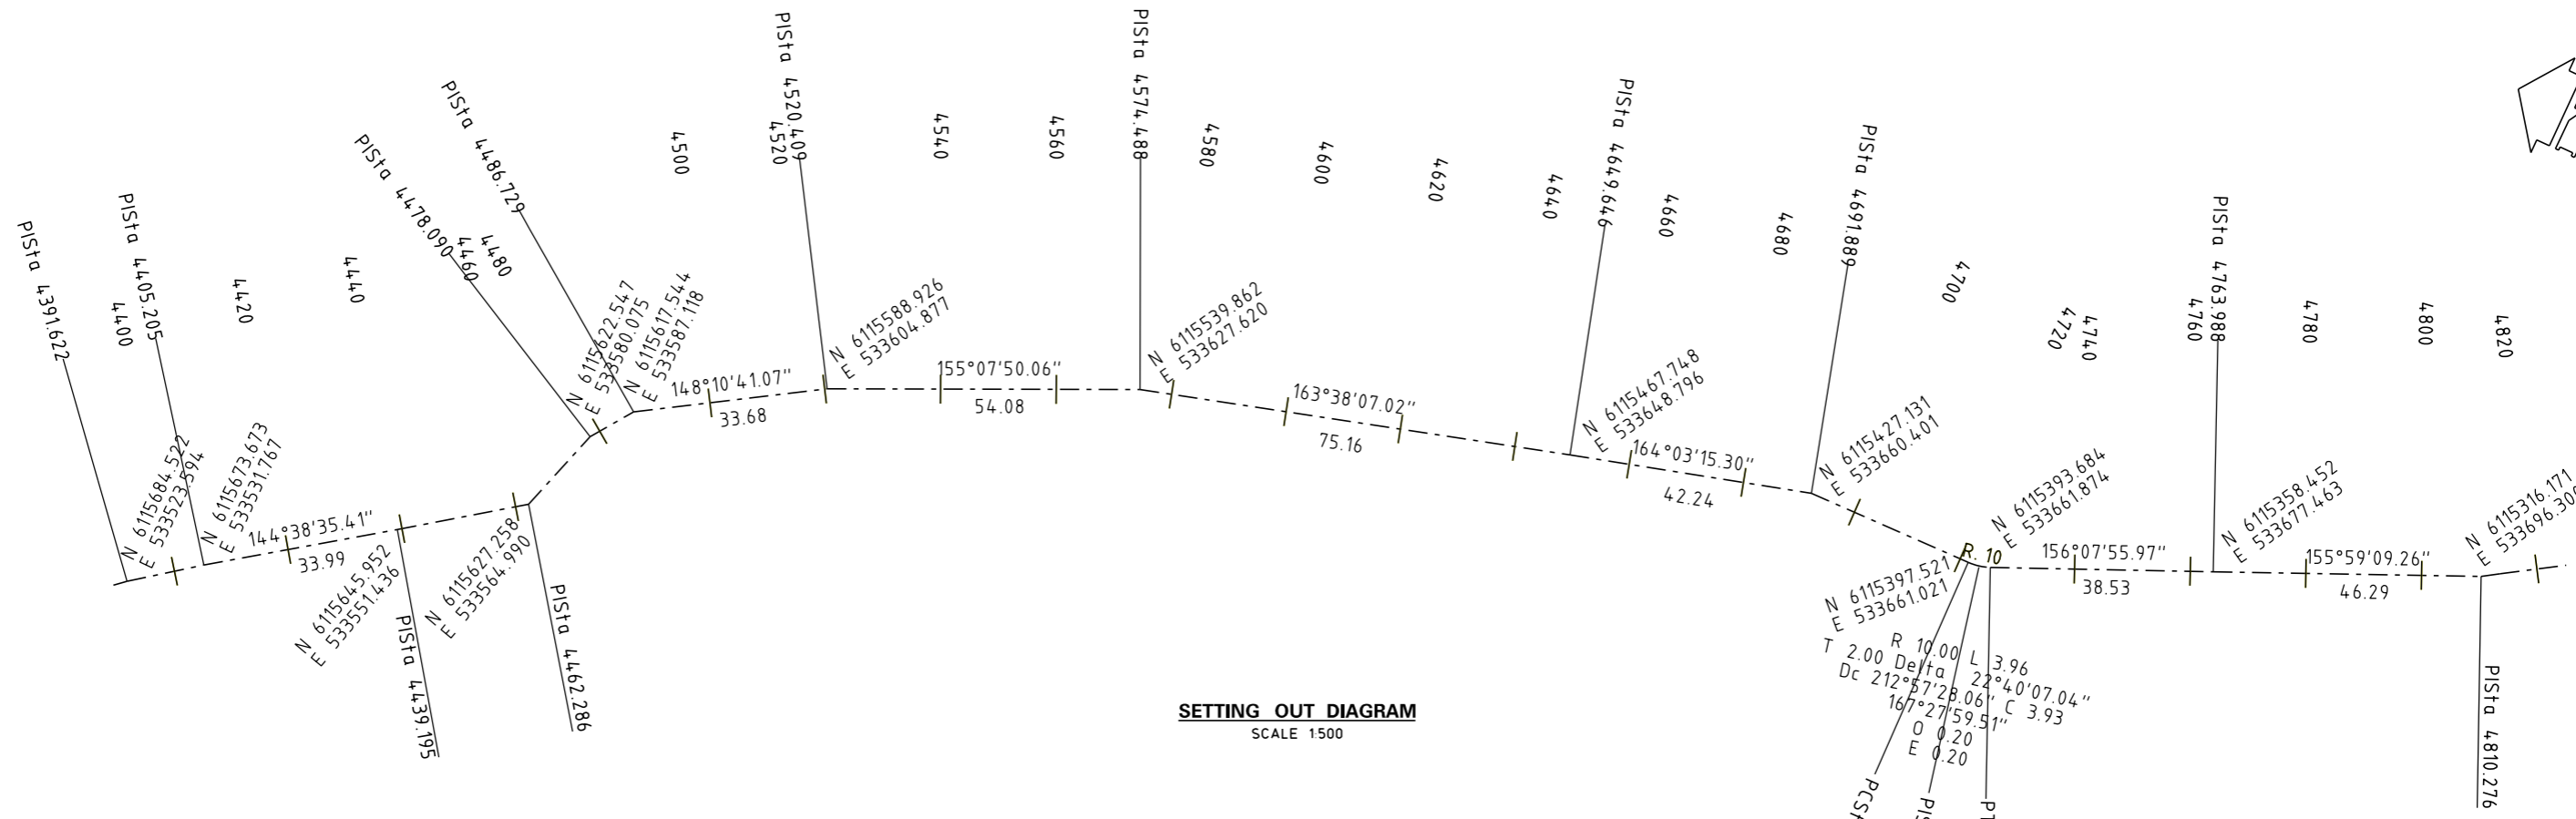 PISta 4391.622
4400
PISta 4405.205
4420
4440
PISta 4478.090
4460
4480
PISta 4486.729
4500
PISta 4520.409
4520
4540
4560
PISta 4574.488
4580
4600
4620
4640
PISta 4649.646
4660
4680
PISta 4691.889
4700
4720
4740
4760
PISta 4763.988
4780
4800
4820
N 6115684.522
E 533523.594
N 6115673.673
E 533531.767
144°38'35.41''
33.99
N 6115645.952
E 533551.436
PISta 4439.195
N 6115627.258
E 533564.990
PISta 4462.286
N 6115622.547
E 533580.075
N 6115617.544
E 533587.118
148°10'41.07''
33.68
N 6115588.926
E 533604.877
155°07'50.06''
54.08
N 6115539.862
E 533627.620
163°38'07.02''
75.16
N 6115467.748
E 533648.796
164°03'15.30''
42.24
N 6115427.131
E 533660.401
R. 10
N 6115393.684
E 533661.874
156°07'55.97''
38.53
N 6115358.452
E 533677.463
155°59'09.26''
46.29
N 6115316.171
E 533696.30
N 6115397.521
E 533661.021
R 10.00 L 3.96
T 2.00 Delta 22°40'07.04''
Dc 212°57'28.06'' C 3.93
167°27'59.51''
O 0.20
E 0.20
PCS
PIS
PT
PISta 4810.276
SETTING OUT DIAGRAM
SCALE 1:500